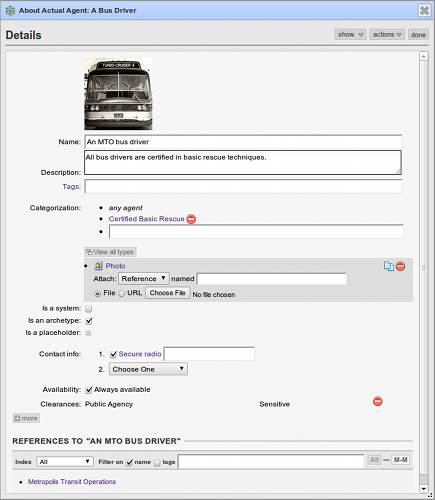 About Actual Agent: A Bus Driver
Details
show
actions
done
TURBO CRUISER 3
Name: An MTO bus driver
All bus drivers are certified in basic rescue techniques.
Description:
Tags:
Categorization:
any agent
Certified Basic Rescue
View all types
Photo
Attach: Reference named
File URL Choose File No file chosen
Is a system:
Is an archetype:
Is a placeholder:
Contact info: 1. Secure radio
2. Choose One
Availability: Always available
Clearances: Public Agency Sensitive
more
REFERENCES TO "AN MTO BUS DRIVER"
Index All Filter on name tags All — M-M
Metropolis Transit Operations